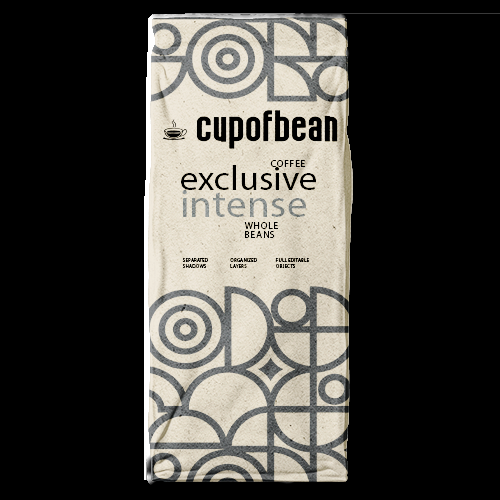 cupofbean
COFFEE
exclusive
intense
WHOLE
BEANS
SEPARATED
SHADOWS
ORGANIZED
LAYERS
FULL EDITABLE
OBJECTS